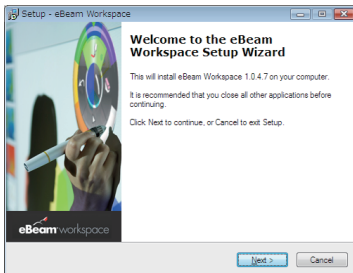 Setup - eBeam Workspace
Welcome to the eBeam
Workspace Setup Wizard
This will install eBeam Workspace 1.0.4.7 on your computer.
It is recommended that you close all other applications before
continuing.
Click Next to continue, or Cancel to exit Setup.
eBeam workspace
Next >
Cancel